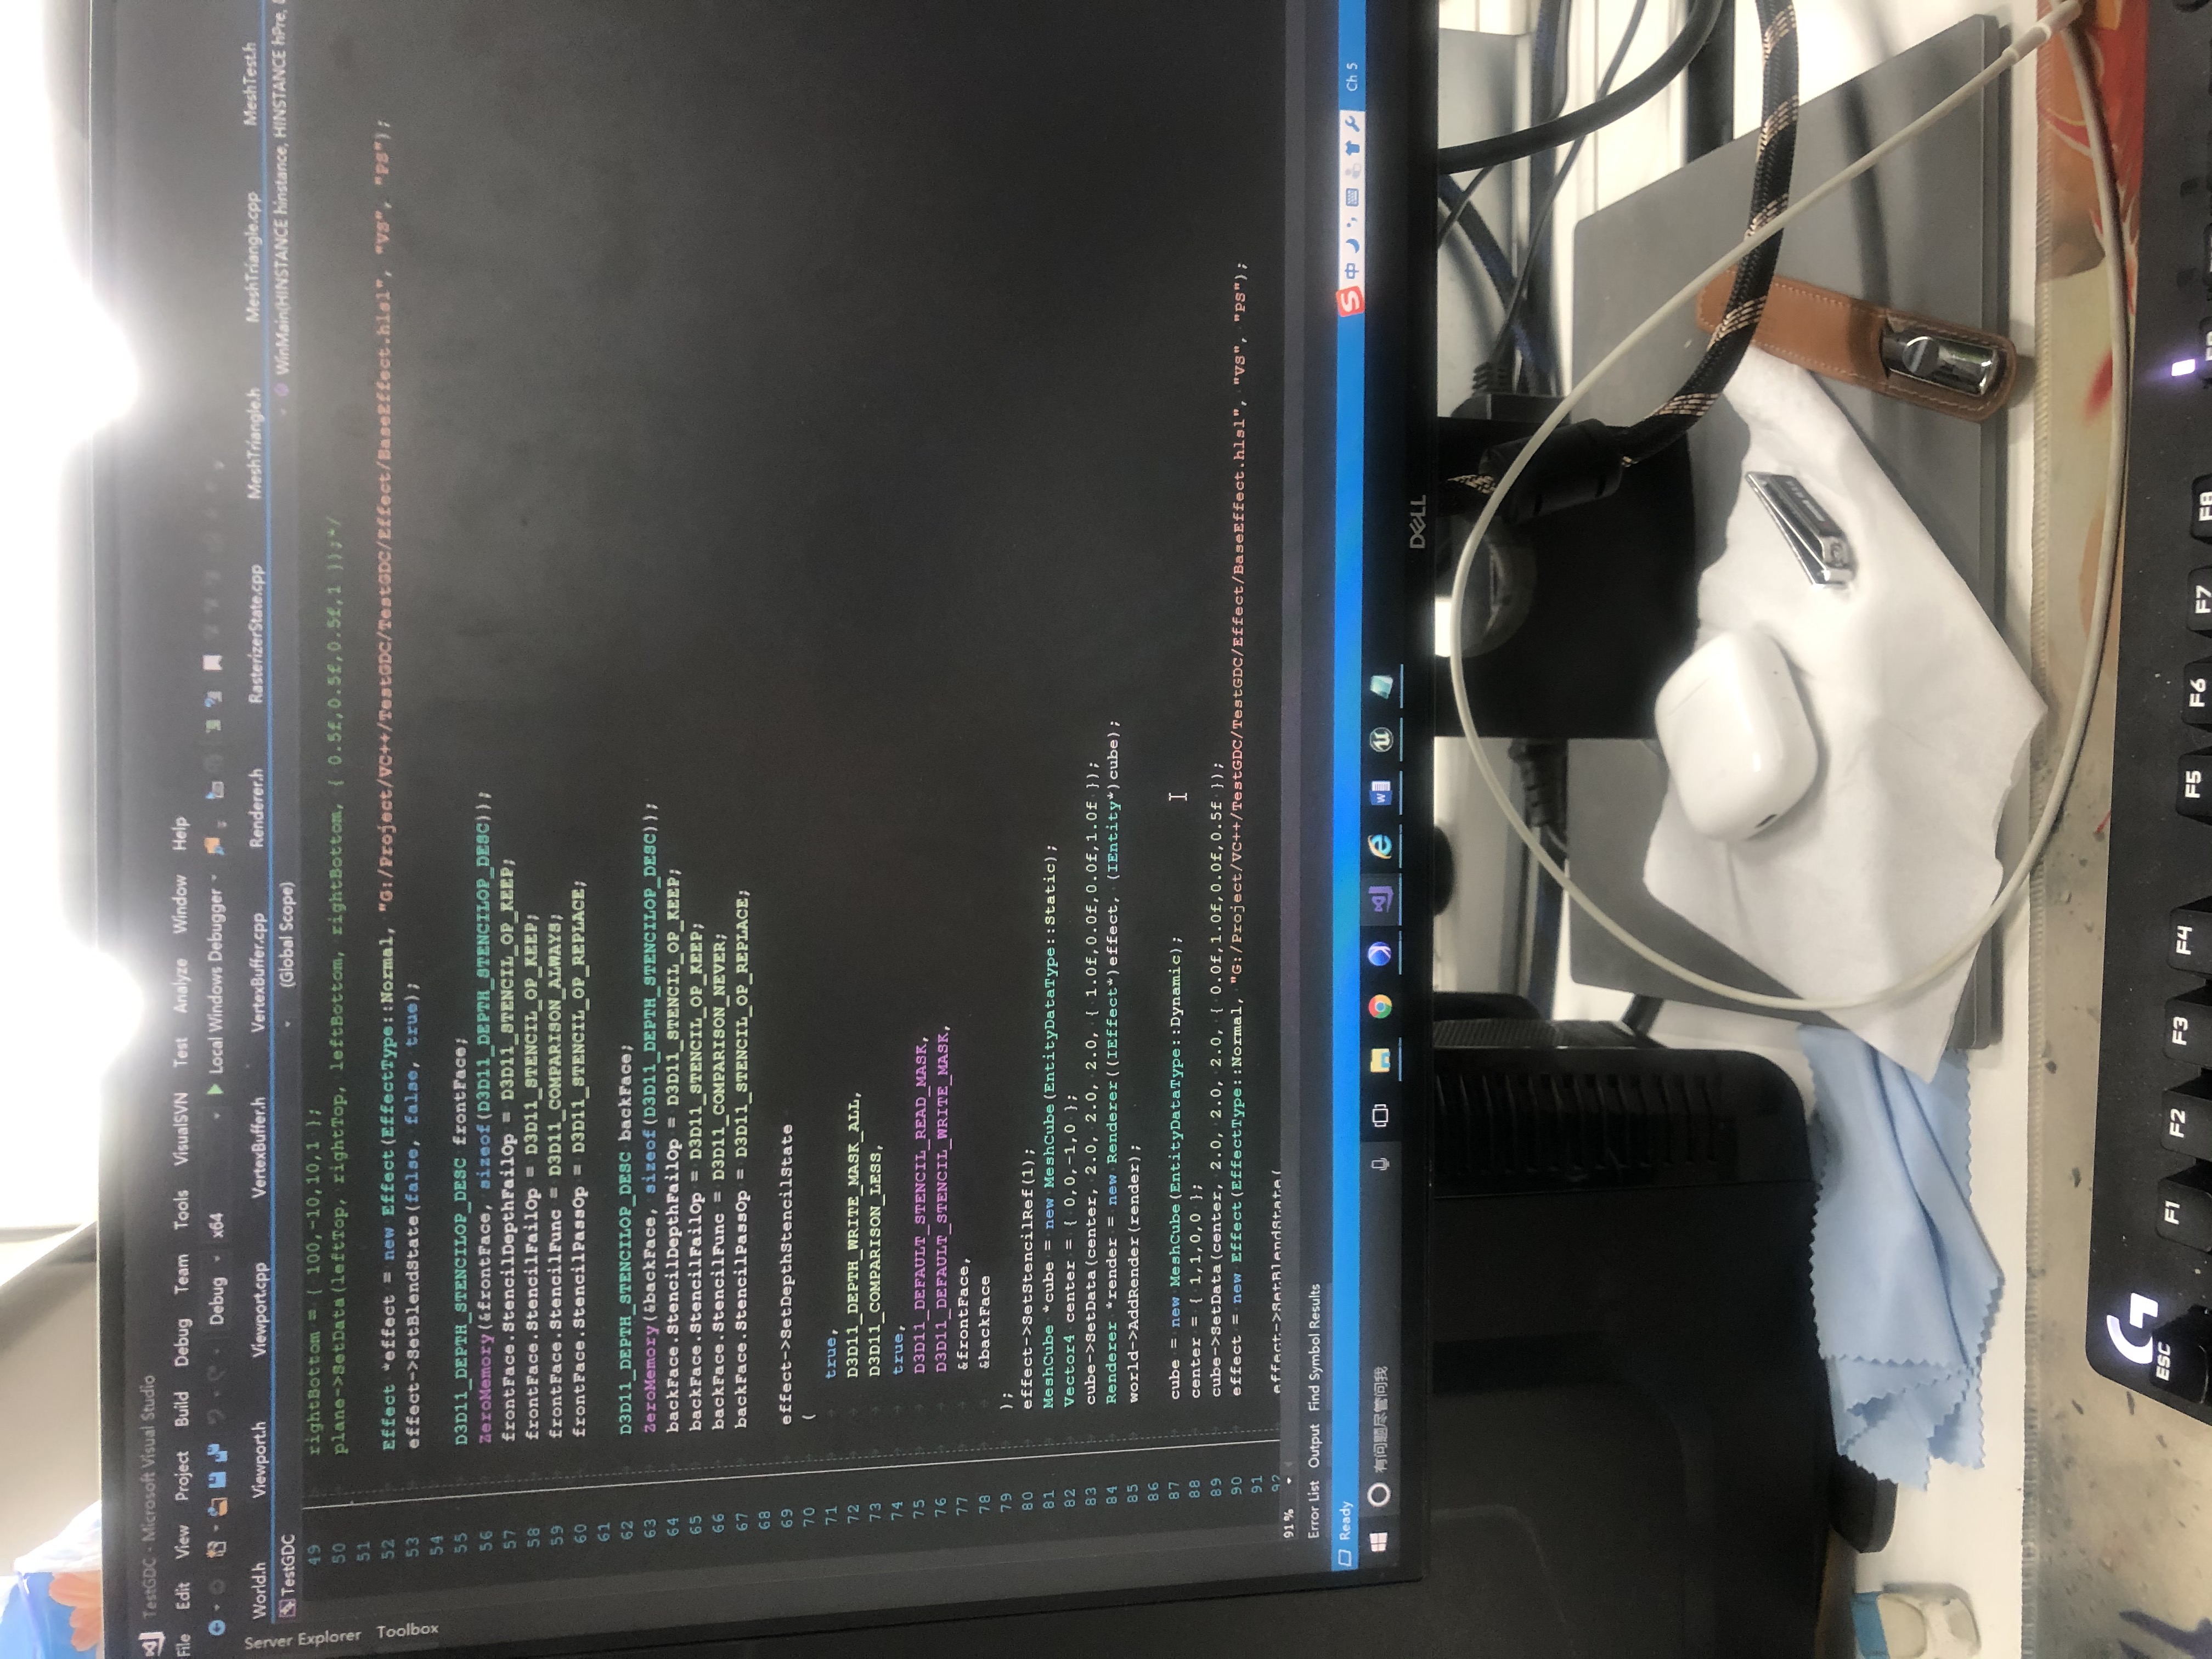 TestGDC - Microsoft Visual Studio
File Edit View Project Build Debug Team Tools VisualSVN Test Analyze Window Help
Debug x64 Local Windows Debugger
World.h Viewport.h Viewport.cpp VertexBuffer.h VertexBuffer.cpp Renderer.h RasterizerState.cpp MeshTriangle.h MeshTriangle.cpp MeshTest.h
Server Explorer
Toolbox
TestGDC (Global Scope) WinMain(HINSTANCE hinstance, HINSTANCE hPre,
49 rightBottom = { 100,-10,10,1 };
50 plane->SetData(leftTop, rightTop, leftBottom, rightBottom, { 0.5f,0.5f,0.5f,1 });*/
51
52 Effect *effect = new Effect(EffectType::Normal, "G:/Project/VC++/TestGDC/TestGDC/Effect/BaseEffect.hlsl", "VS", "PS");
53 effect->SetBlendState(false, false, true);
54
55 D3D11_DEPTH_STENCILOP_DESC frontFace;
56 ZeroMemory(&frontFace, sizeof(D3D11_DEPTH_STENCILOP_DESC));
57 frontFace.StencilDepthFailOp = D3D11_STENCIL_OP_KEEP;
58 frontFace.StencilFailOp = D3D11_STENCIL_OP_KEEP;
59 frontFace.StencilFunc = D3D11_COMPARISON_ALWAYS;
60 frontFace.StencilPassOp = D3D11_STENCIL_OP_REPLACE;
61
62 D3D11_DEPTH_STENCILOP_DESC backFace;
63 ZeroMemory(&backFace, sizeof(D3D11_DEPTH_STENCILOP_DESC));
64 backFace.StencilDepthFailOp = D3D11_STENCIL_OP_KEEP;
65 backFace.StencilFailOp = D3D11_STENCIL_OP_KEEP;
66 backFace.StencilFunc = D3D11_COMPARISON_NEVER;
67 backFace.StencilPassOp = D3D11_STENCIL_OP_REPLACE;
68
69 effect->SetDepthStencilState
70 (
71 true,
72 D3D11_DEPTH_WRITE_MASK_ALL,
73 D3D11_COMPARISON_LESS,
74 true,
75 D3D11_DEFAULT_STENCIL_READ_MASK,
76 D3D11_DEFAULT_STENCIL_WRITE_MASK,
77 &frontFace,
78 &backFace
79 );
80 effect->SetStencilRef(1);
81 MeshCube *cube = new MeshCube(EntityDataType::Static);
82 Vector4 center = { 0,0,-1,0 };
83 cube->SetData(center, 2.0, 2.0, 2.0, { 1.0f,0.0f,0.0f,1.0f });
84 Renderer *render = new Renderer((IEffect*)effect, (IEntity*)cube);
85 world->AddRender(render);
86
87 cube = new MeshCube(EntityDataType::Dynamic);
88 center = { 1,1,0,0 };
89 cube->SetData(center, 2.0, 2.0, 2.0, { 0.0f,1.0f,0.0f,0.5f });
90 effect = new Effect(EffectType::Normal, "G:/Project/VC++/TestGDC/TestGDC/Effect/BaseEffect.hlsl", "VS", "PS");
91
92 effect->SetBlendState(
91 %
Error List Output Find Symbol Results
Ready 中 Ch 5
有问题尽管问我
DELL
ESC F1 F2 F3 F4 F5 F6 F7 F8